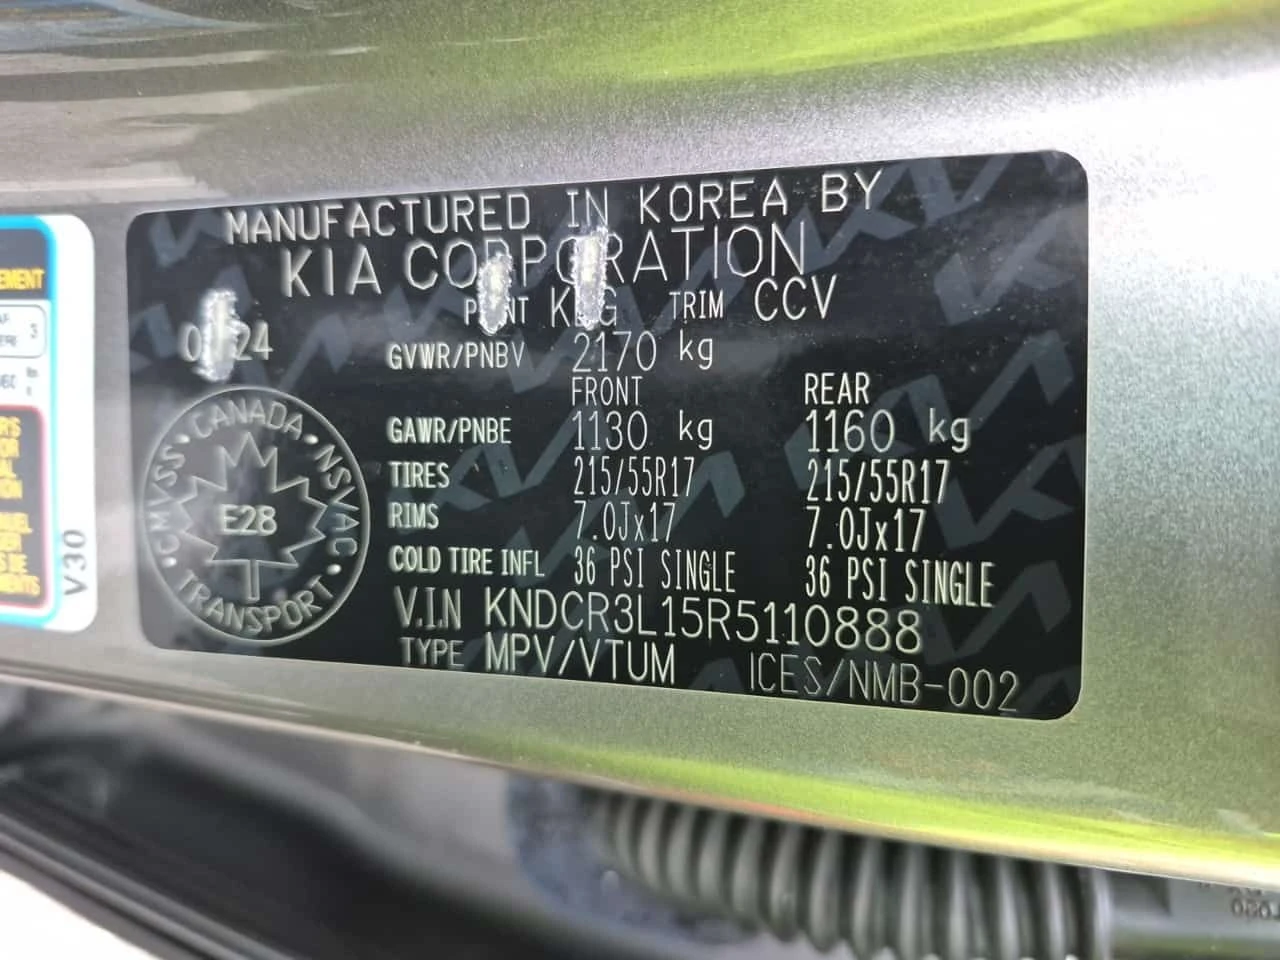 MANUFACTURED IN KOREA BY
KIA CORPORATION
TRIM CCV
GVWR/PNBV 2170 kg
FRONT REAR
GAWR/PNBE 1130 kg 1160 kg
TIRES 215/55R17 215/55R17
RIMS 7.0Jx17 7.0Jx17
COLD TIRE INFL 36 PSI SINGLE 36 PSI SINGLE
V.I.N KNDCR3L15R5110888
TYPE MPV/VTUM ICES/NMB-002
CANADA · NSVAC · TRANSPORT · CMVSS
E28
V30